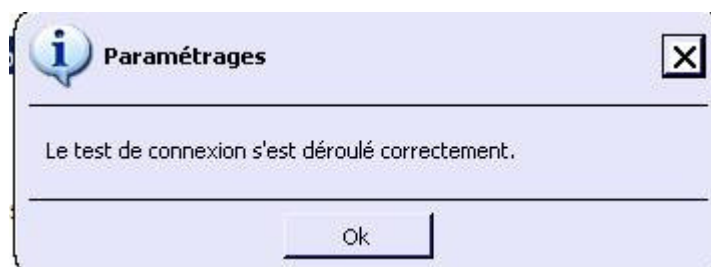 Paramétrages
Le test de connexion s'est déroulé correctement.
Ok